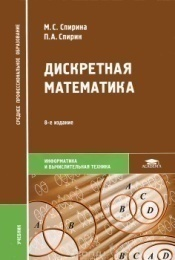 М. С. Спирина
П. А. Спирин
ДИСКРЕТНАЯ
МАТЕМАТИКА
8-е издание
ИНФОРМАТИКА
И ВЫЧИСЛИТЕЛЬНАЯ ТЕХНИКА
СРЕДНЕЕ ПРОФЕССИОНАЛЬНОЕ ОБРАЗОВАНИЕ
УЧЕБНИК